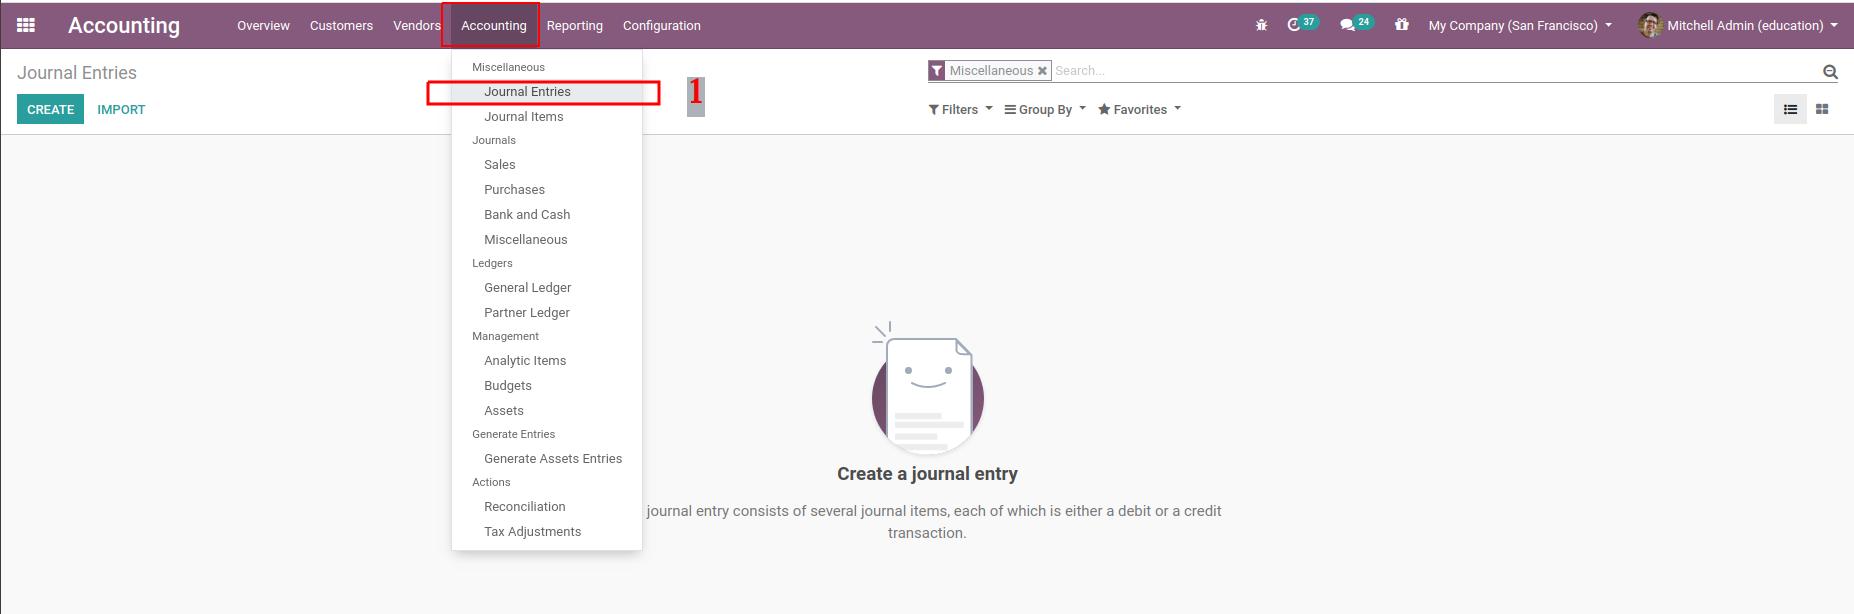 Accounting Overview Customers Vendors Accounting Reporting Configuration 37 24 My Company (San Francisco) Mitchell Admin (education)
Journal Entries
Miscellaneous Search...
CREATE IMPORT
Filters Group By Favorites
Miscellaneous
Journal Entries
1
Journal Items
Journals
Sales
Purchases
Bank and Cash
Miscellaneous
Ledgers
General Ledger
Partner Ledger
Management
Analytic Items
Budgets
Assets
Generate Entries
Generate Assets Entries
Actions
Reconciliation
Tax Adjustments
Create a journal entry
journal entry consists of several journal items, each of which is either a debit or a credit
transaction.